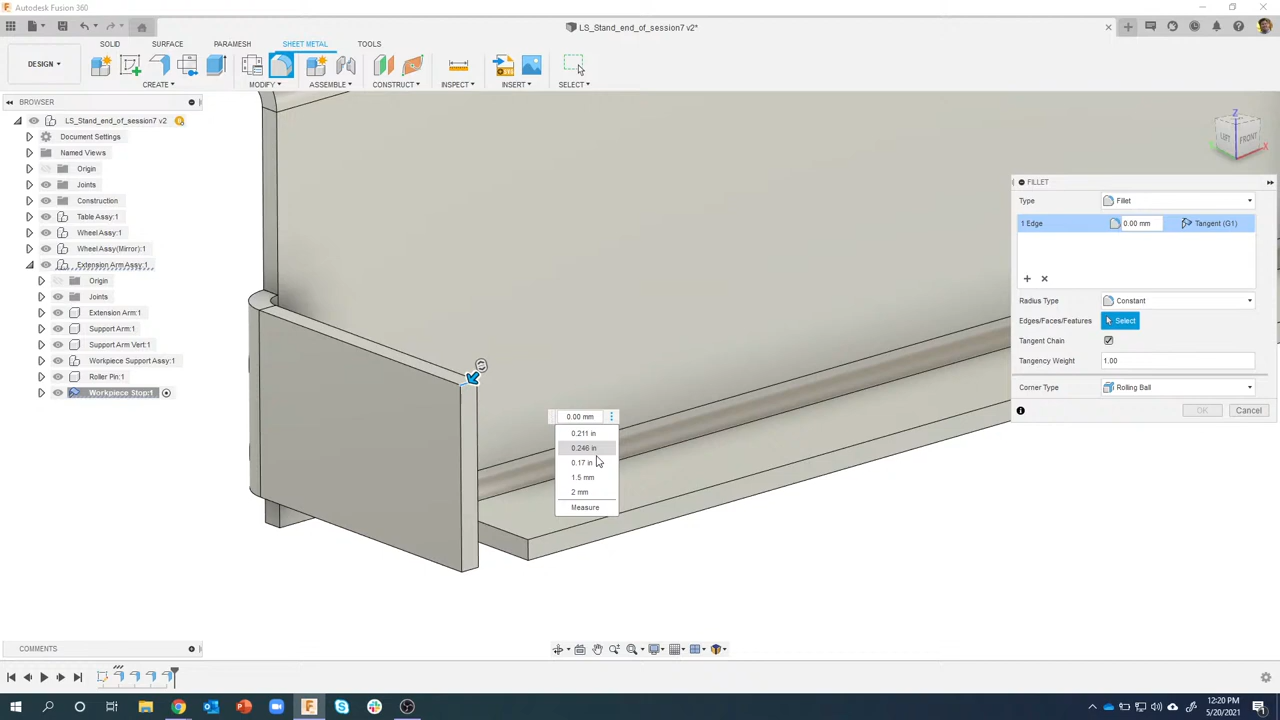 Autodesk Fusion 360
LS_Stand_end_of_session7 v2*
DESIGN
SOLID
SURFACE
PARAMESH
SHEET METAL
TOOLS
CREATE
MODIFY
ASSEMBLE
CONSTRUCT
INSPECT
INSERT
SELECT
BROWSER
LS_Stand_end_of_session7 v2
Document Settings
Named Views
Origin
Joints
Construction
Table Assy:1
Wheel Assy:1
Wheel Assy(Mirror):1
Extension Arm Assy:1
Origin
Joints
Extension Arm:1
Support Arm:1
Support Arm Vert:1
Workpiece Support Assy:1
Roller Pin:1
Workpiece Stop:1
Z
LEFT
FRONT
X
FILLET
Type
Fillet
1 Edge
0.00 mm
Tangent (G1)
Radius Type
Constant
Edges/Faces/Features
Select
Tangent Chain
Tangency Weight
1.00
Corner Type
Rolling Ball
OK
Cancel
0.00 mm
0.211 in
0.246 in
0.17 in
1.5 mm
2 mm
Measure
COMMENTS
12:20 PM
5/20/2021